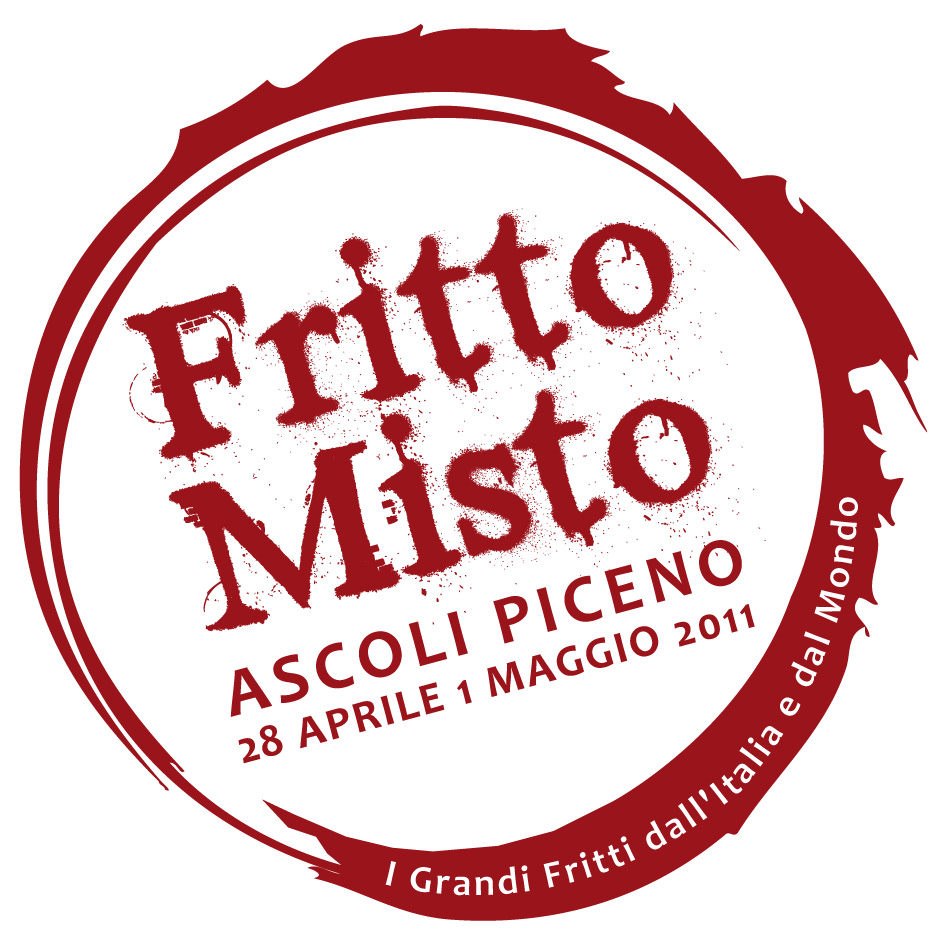 Fritto
Misto
ASCOLI PICENO
28 APRILE 1 MAGGIO 2011
I Grandi Fritti dall'Italia e dal Mondo